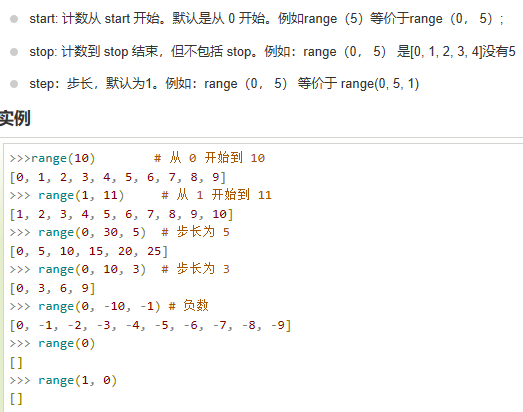 start: 计数从 start 开始。默认是从 0 开始。例如range（5）等价于range（0， 5）;
stop: 计数到 stop 结束，但不包括 stop。例如：range（0， 5） 是[0, 1, 2, 3, 4]没有5
step：步长，默认为1。例如：range（0， 5） 等价于 range(0, 5, 1)
实例
>>>range(10)        # 从 0 开始到 10
[0, 1, 2, 3, 4, 5, 6, 7, 8, 9]
>>> range(1, 11)     # 从 1 开始到 11
[1, 2, 3, 4, 5, 6, 7, 8, 9, 10]
>>> range(0, 30, 5)  # 步长为 5
[0, 5, 10, 15, 20, 25]
>>> range(0, 10, 3)  # 步长为 3
[0, 3, 6, 9]
>>> range(0, -10, -1) # 负数
[0, -1, -2, -3, -4, -5, -6, -7, -8, -9]
>>> range(0)
[]
>>> range(1, 0)
[]